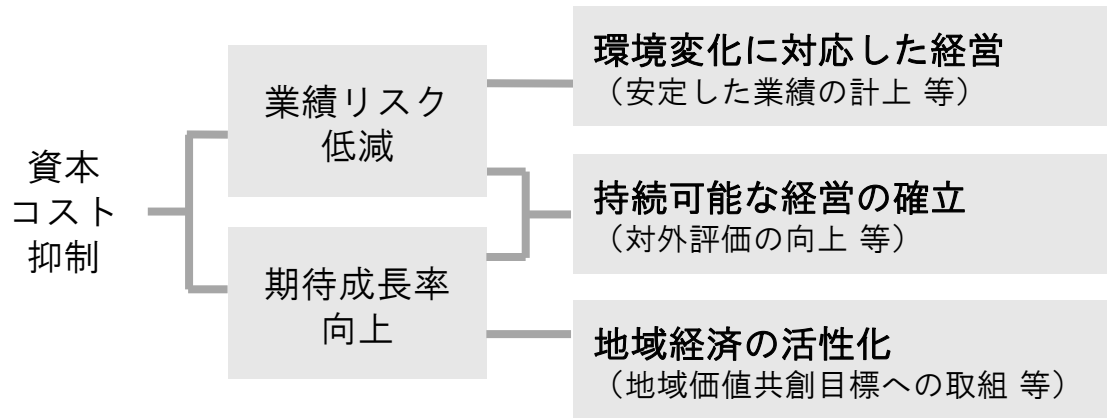 資本
コスト
抑制
業績リスク
低減
期待成長率
向上
環境変化に対応した経営
（安定した業績の計上 等）
持続可能な経営の確立
（対外評価の向上 等）
地域経済の活性化
（地域価値共創目標への取組 等）